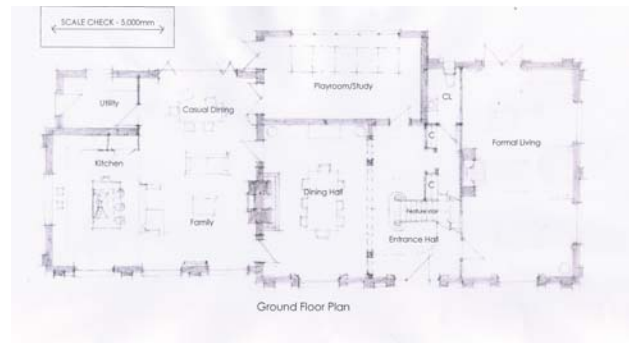 SCALE CHECK - 5.000mm
Playroom/Study
Utility
Casual Dining
CL
C
Formal Living
Kitchen
Dining Hall
C
Feature stair
Family
Entrance Hall
Ground Floor Plan